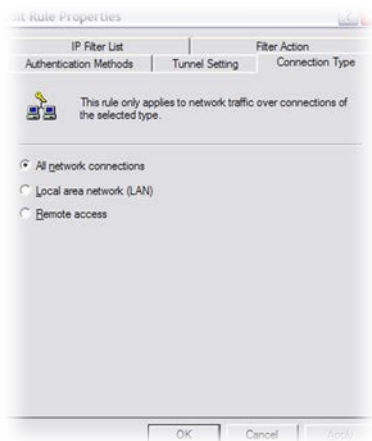 it Rule Properties
IP Filter List
Filter Action
Authentication Methods
Tunnel Setting
Connection Type
This rule only applies to network traffic over connections of
the selected type.
All network connections
Local area network (LAN)
Remote access
OK
Cancel
Apply